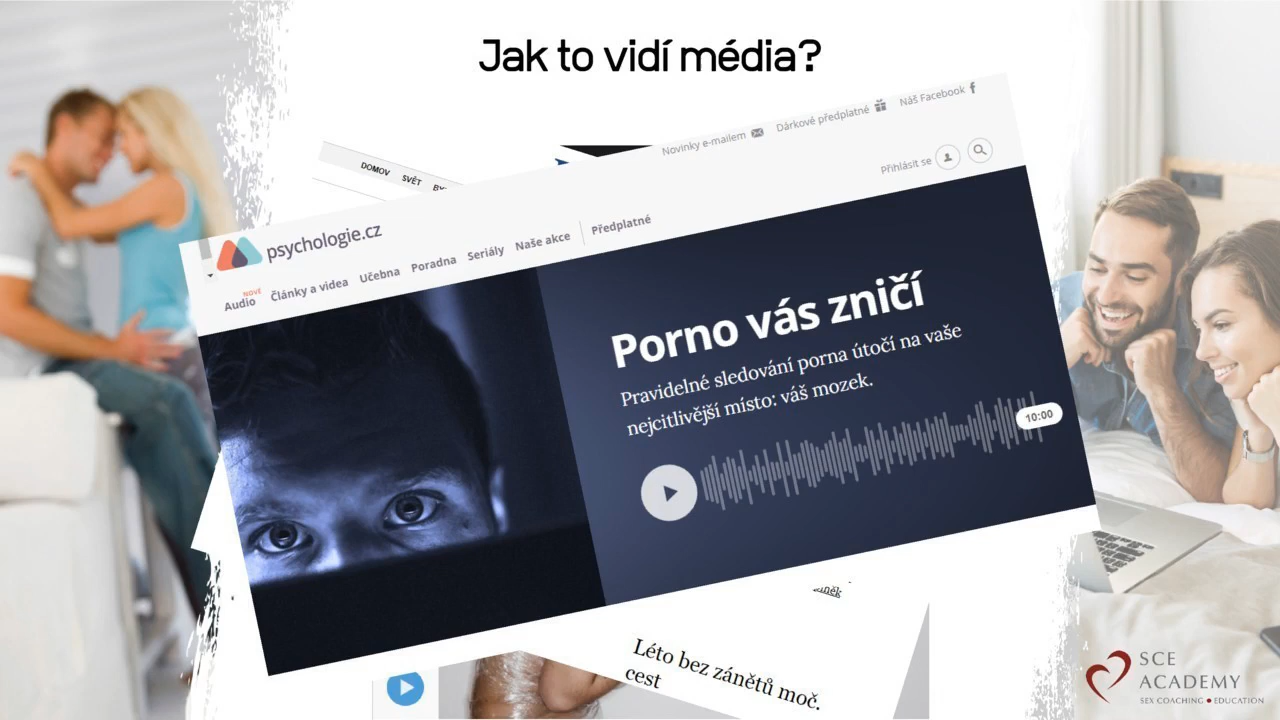 Jak to vidí média?
Novinky e-mailem
Dárkové předplatné
Náš Facebook
DOMOV SVĚT
Přihlásit se
psychologie.cz
NOVÉ
Audio Články a videa Učebna Poradna Seriály Naše akce Předplatné
Porno vás zničí
Pravidelné sledování porna útočí na vaše
nejcitlivější místo: váš mozek.
10:00
Léto bez zánětů moč.
cest
SCE
ACADEMY
SEX COACHING • EDUCATION